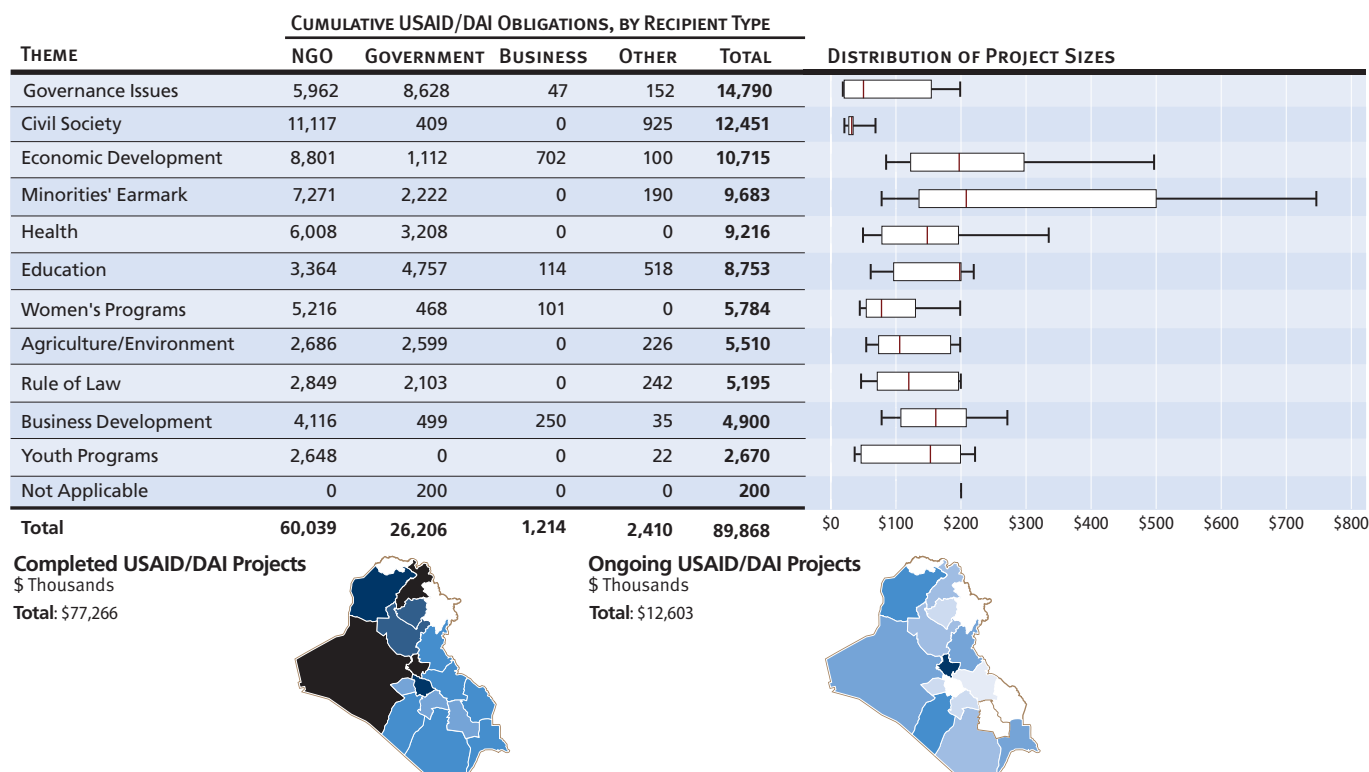 CUMULATIVE USAID/DAI OBLIGATIONS, BY RECIPIENT TYPE
THEME NGO GOVERNMENT BUSINESS OTHER TOTAL DISTRIBUTION OF PROJECT SIZES
Governance Issues 5,962 8,628 47 152 14,790
Civil Society 11,117 409 0 925 12,451
Economic Development 8,801 1,112 702 100 10,715
Minorities' Earmark 7,271 2,222 0 190 9,683
Health 6,008 3,208 0 0 9,216
Education 3,364 4,757 114 518 8,753
Women's Programs 5,216 468 101 0 5,784
Agriculture/Environment 2,686 2,599 0 226 5,510
Rule of Law 2,849 2,103 0 242 5,195
Business Development 4,116 499 250 35 4,900
Youth Programs 2,648 0 0 22 2,670
Not Applicable 0 200 0 0 200
Total 60,039 26,206 1,214 2,410 89,868
$0 $100 $200 $300 $400 $500 $600 $700 $800
Completed USAID/DAI Projects
$ Thousands
Total: $77,266
Ongoing USAID/DAI Projects
$ Thousands
Total: $12,603